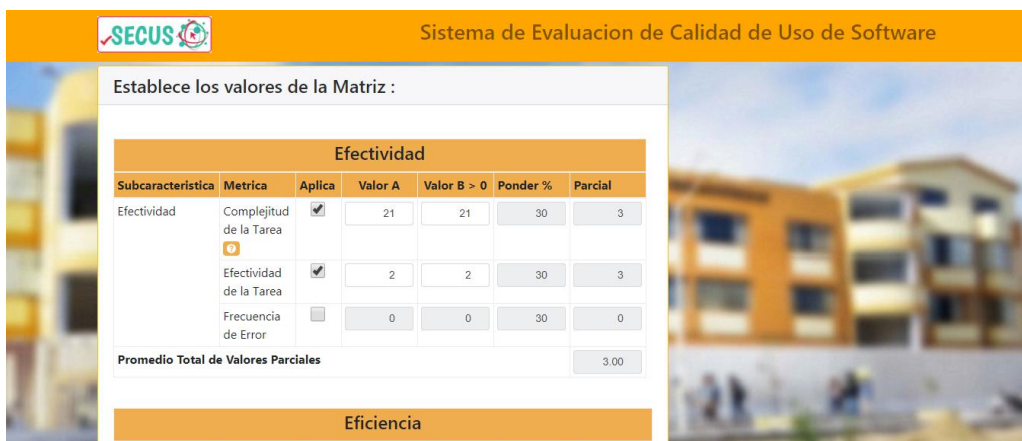 SECUS
Sistema de Evaluacion de Calidad de Uso de Software
Establece los valores de la Matriz :
Efectividad
Subcaracteristica Metrica Aplica Valor A Valor B > 0 Ponder % Parcial
Efectividad Complejitud 21 21 30 3
de la Tarea
?
Efectividad 2 2 30 3
de la Tarea
Frecuencia 0 0 30 0
de Error
Promedio Total de Valores Parciales 3.00
Eficiencia